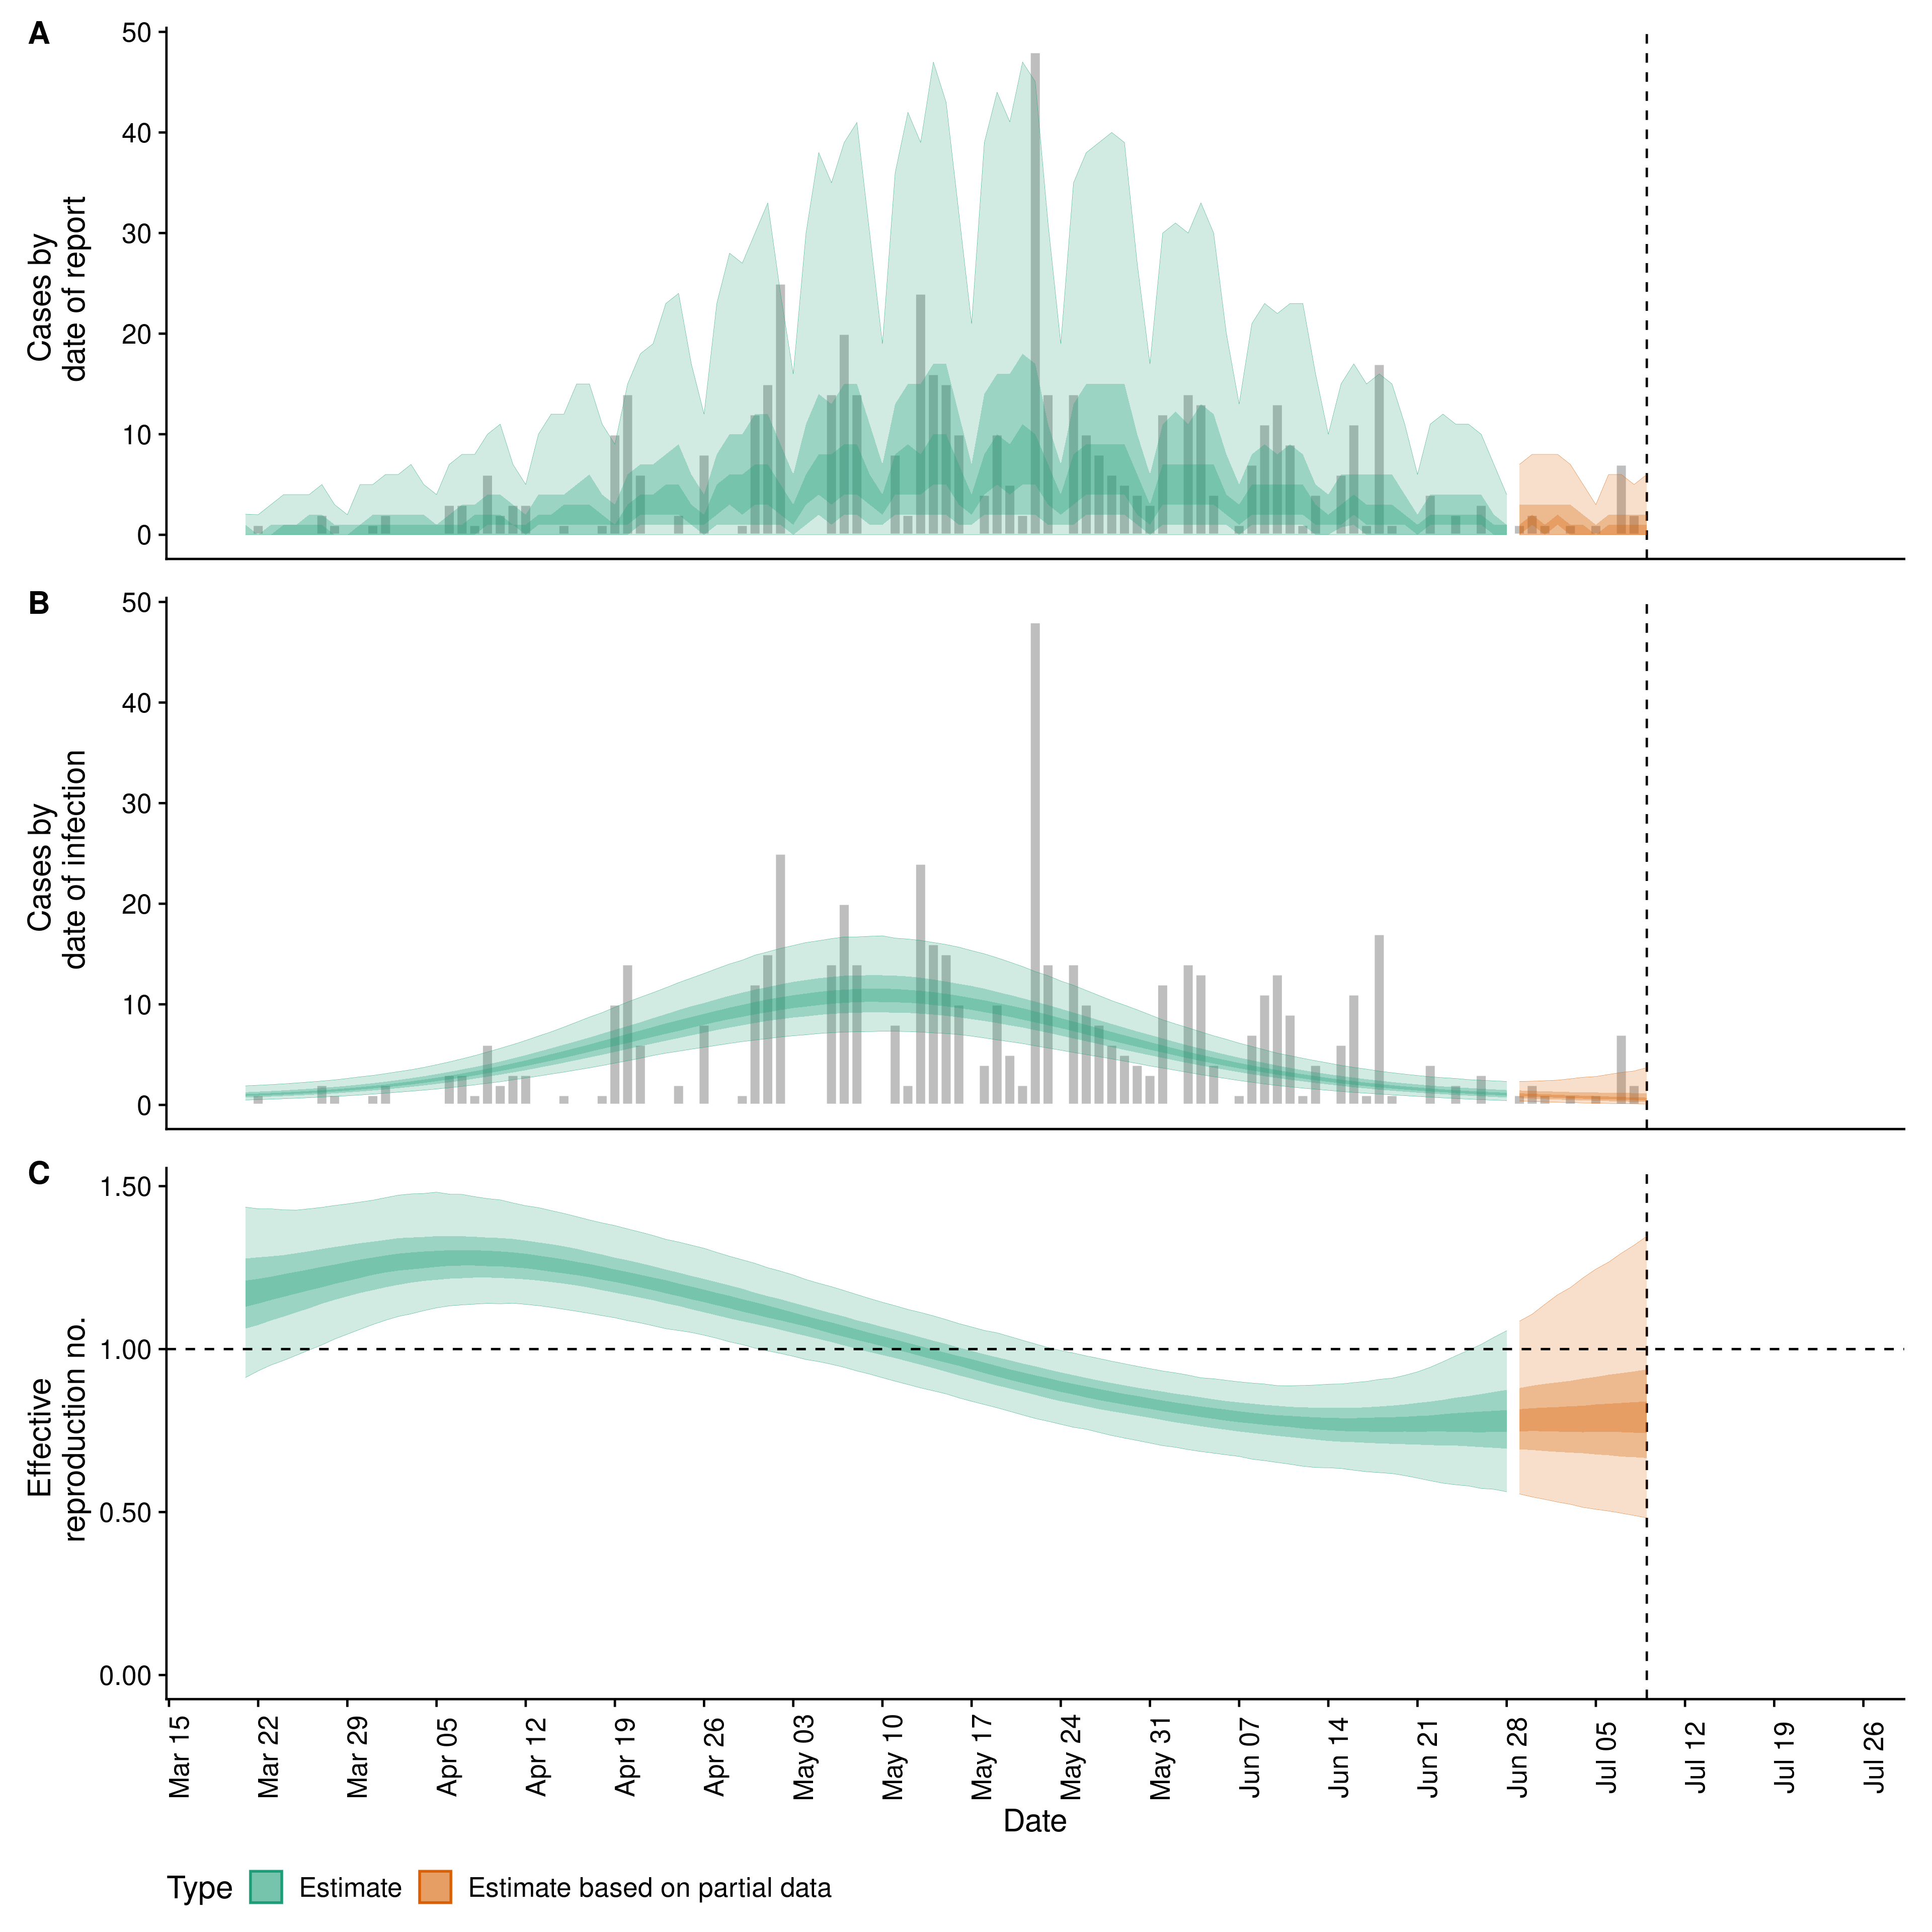 A
50
40
30
20
10
0
Cases by
date of report
B
50
40
30
20
10
0
Cases by
date of infection
C
1.50
1.00
0.50
0.00
Effective
reproduction no.
Mar 15
Mar 22
Mar 29
Apr 05
Apr 12
Apr 19
Apr 26
May 03
May 10
May 17
May 24
May 31
Jun 07
Jun 14
Jun 21
Jun 28
Jul 05
Jul 12
Jul 19
Jul 26
Date
Type Estimate Estimate based on partial data